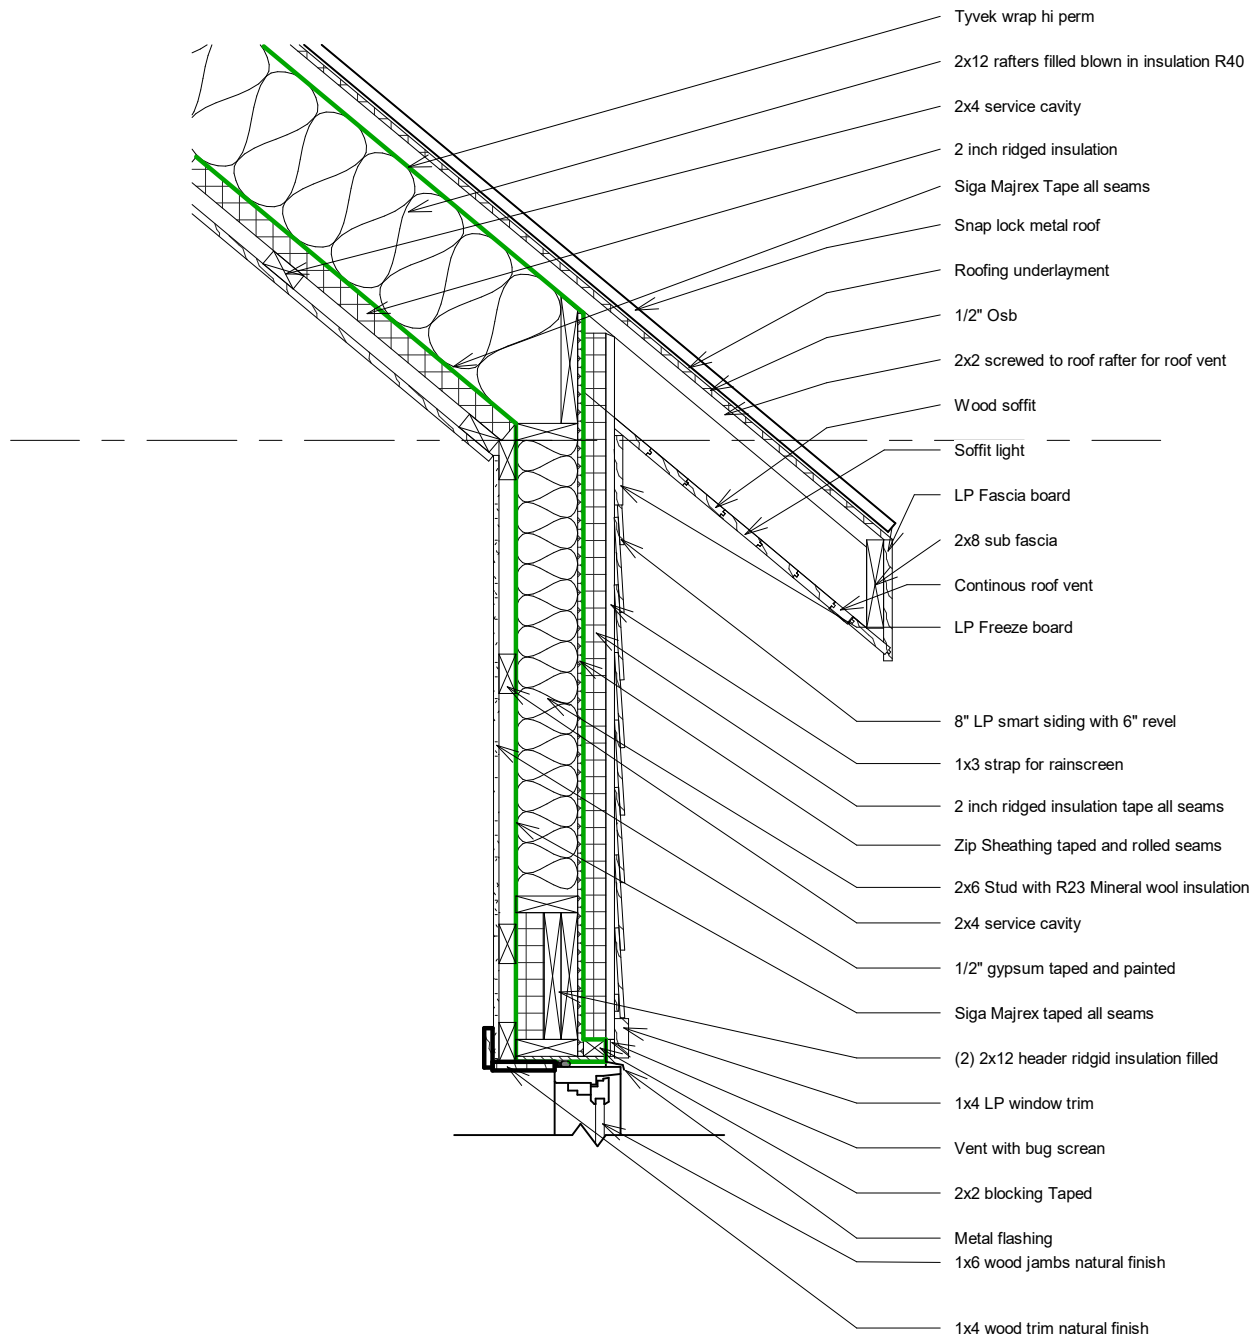 Tyvek wrap hi perm
2x12 rafters filled blown in insulation R40
2x4 service cavity
2 inch ridged insulation
Siga Majrex Tape all seams
Snap lock metal roof
Roofing underlayment
1/2" Osb
2x2 screwed to roof rafter for roof vent
Wood soffit
Soffit light
LP Fascia board
2x8 sub fascia
Continous roof vent
LP Freeze board
8" LP smart siding with 6" revel
1x3 strap for rainscreen
2 inch ridged insulation tape all seams
Zip Sheathing taped and rolled seams
2x6 Stud with R23 Mineral wool insulation
2x4 service cavity
1/2" gypsum taped and painted
Siga Majrex taped all seams
(2) 2x12 header ridgid insulation filled
1x4 LP window trim
Vent with bug screan
2x2 blocking Taped
Metal flashing
1x6 wood jambs natural finish
1x4 wood trim natural finish